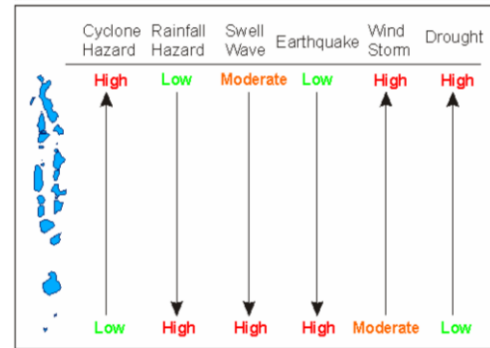 Cyclone Hazard Rainfall Hazard Swell Wave Earthquake Wind Storm Drought
High Low Moderate Low High High
Low High High High Moderate Low